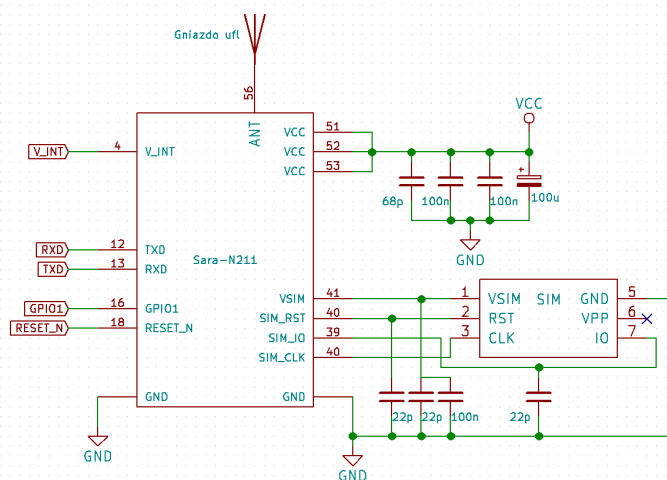 Gniazdo ufl
56
ANT
VCC
V_INT 4 V_INT
VCC 51
VCC 52
VCC 53
+
68p 100n 100n 100u
GND
RXD 12 TXD
TXD 13 RXD
Sara-N211
GPIO1 16 GPIO1
RESET_N 18 RESET_N
VSIM 41
SIM_RST 40
SIM_IO 39
SIM_CLK 40
1 VSIM SIM GND 5
2 RST VPP 6
3 CLK IO 7
GND GND
22p 22p 100n 22p
GND
GND